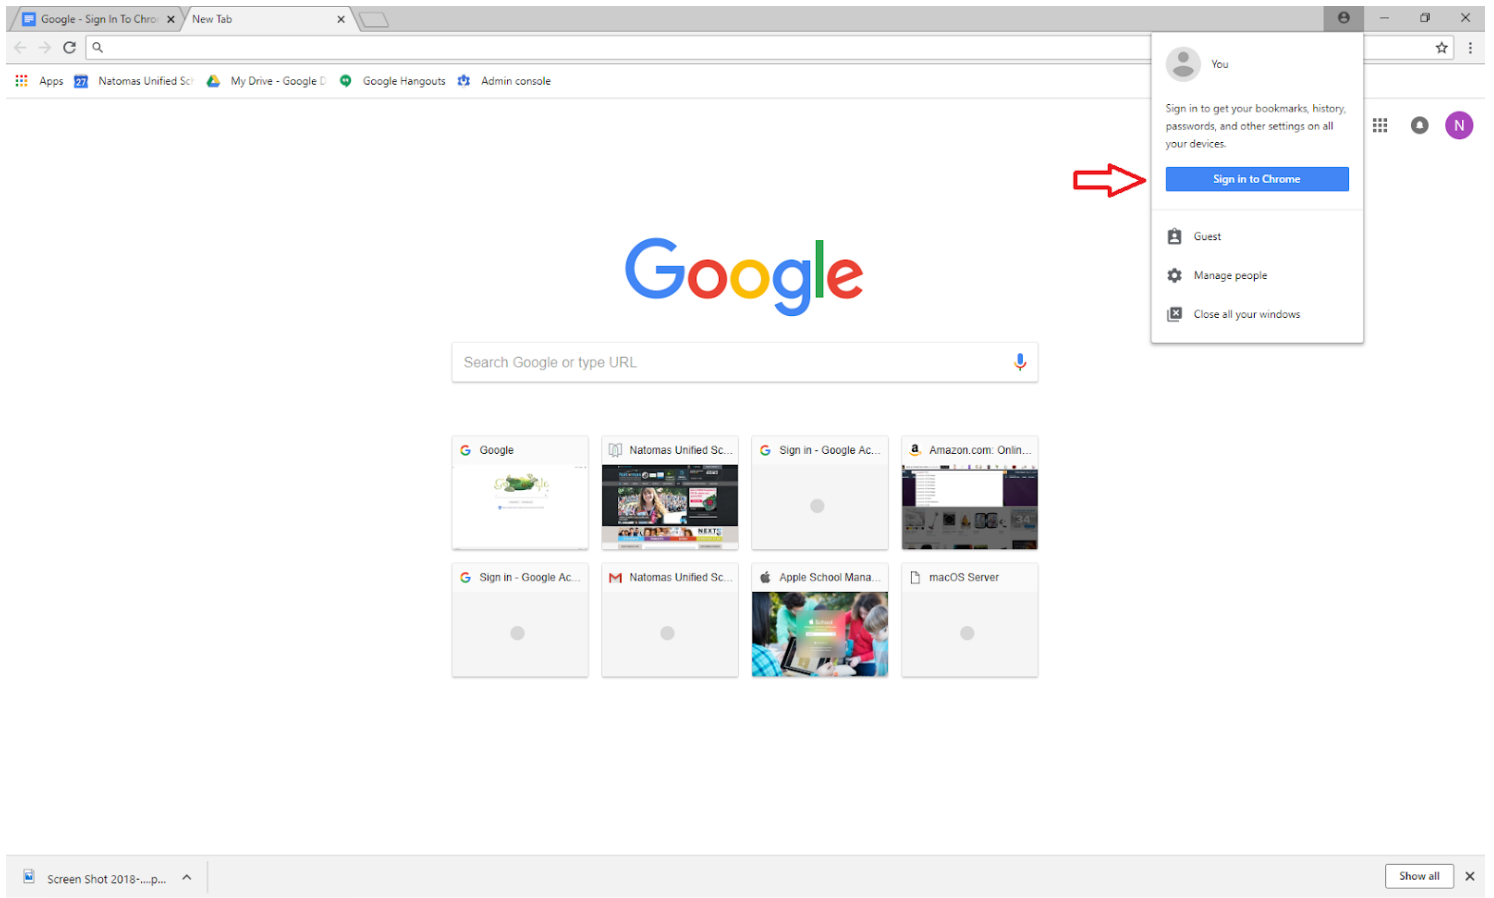 Google - Sign In To Chro
New Tab
Apps
27
Natomas Unified Sc
My Drive - Google D
Google Hangouts
Admin console
You
Sign in to get your bookmarks, history,
passwords, and other settings on all
your devices.
Sign in to Chrome
Guest
Manage people
Close all your windows
N
Google
Search Google or type URL
Google
Natomas Unified Sc...
Sign in - Google Ac...
Amazon.com: Onlin...
NEXT
Sign in - Google Ac...
Natomas Unified Sc...
Apple School Mana...
School
macOS Server
Screen Shot 2018-....p...
Show all